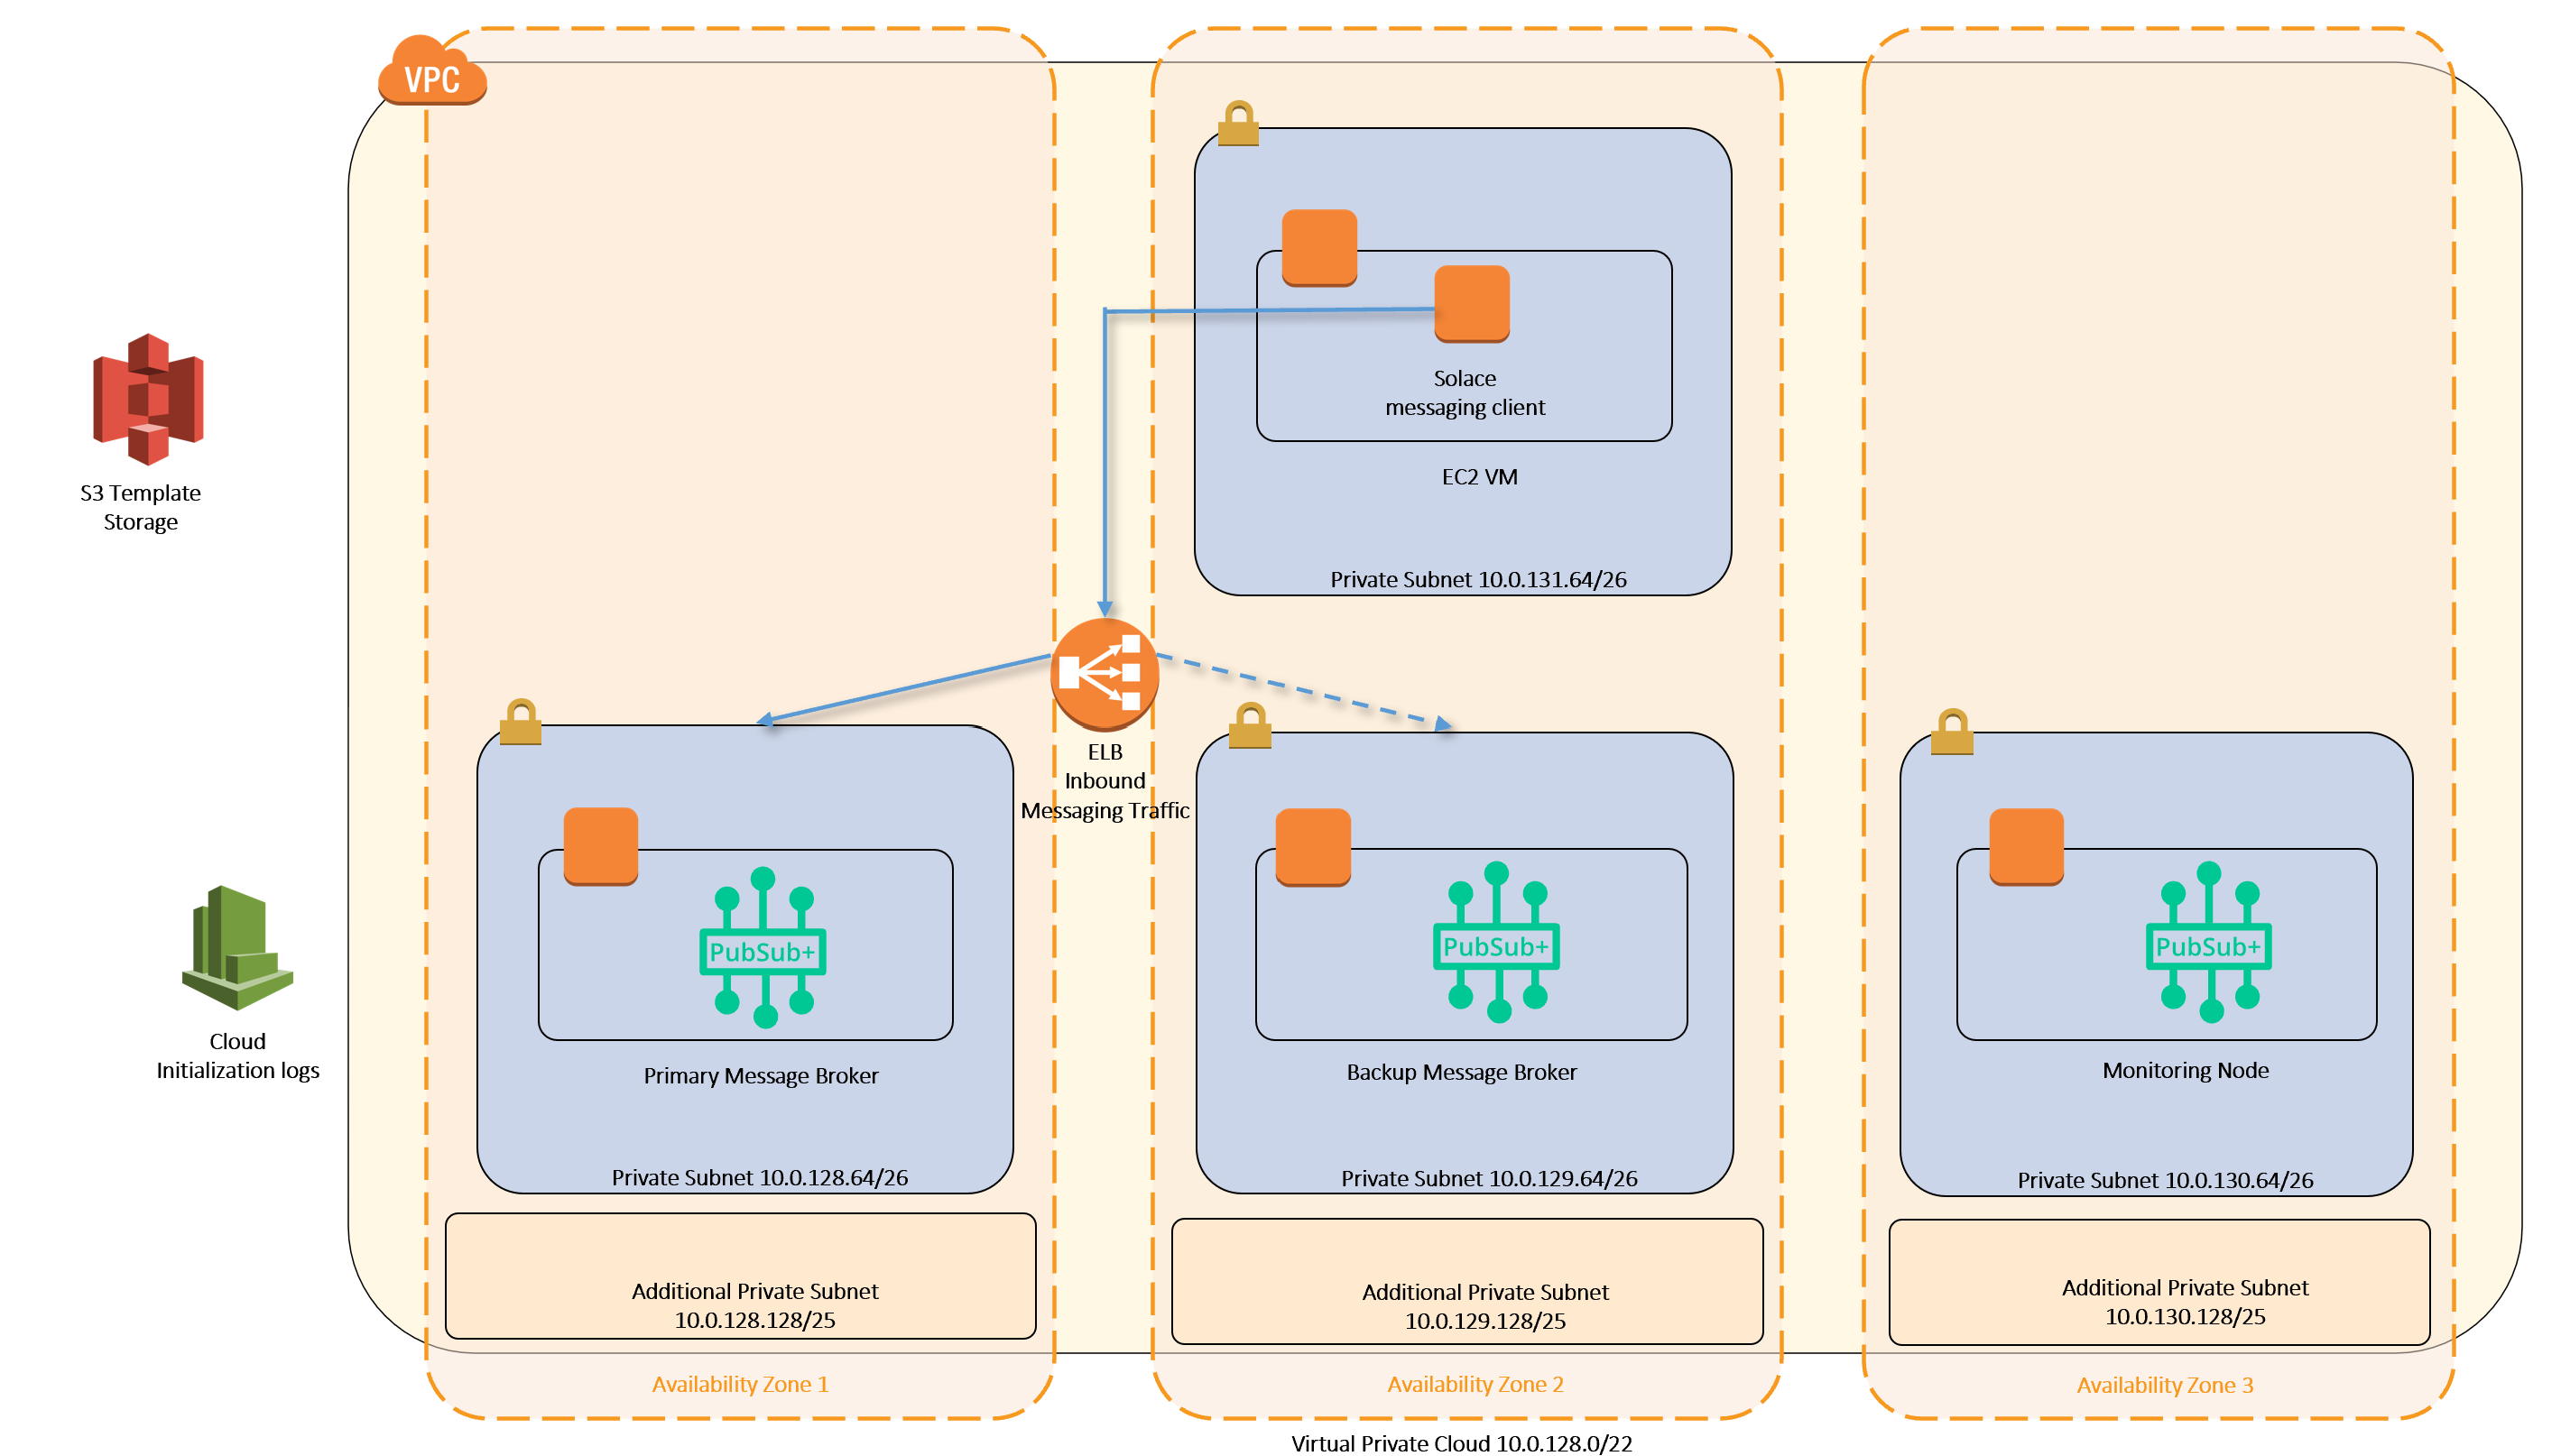 VPC
Solace
messaging client
EC2 VM
Private Subnet 10.0.131.64/26
S3 Template
Storage
ELB
Inbound
Messaging Traffic
PubSub+
Primary Message Broker
Private Subnet 10.0.128.64/26
PubSub+
Backup Message Broker
Private Subnet 10.0.129.64/26
PubSub+
Monitoring Node
Private Subnet 10.0.130.64/26
Cloud
Initialization logs
Additional Private Subnet
10.0.128.128/25
Additional Private Subnet
10.0.129.128/25
Additional Private Subnet
10.0.130.128/25
Availability Zone 1
Availability Zone 2
Availability Zone 3
Virtual Private Cloud 10.0.128.0/22